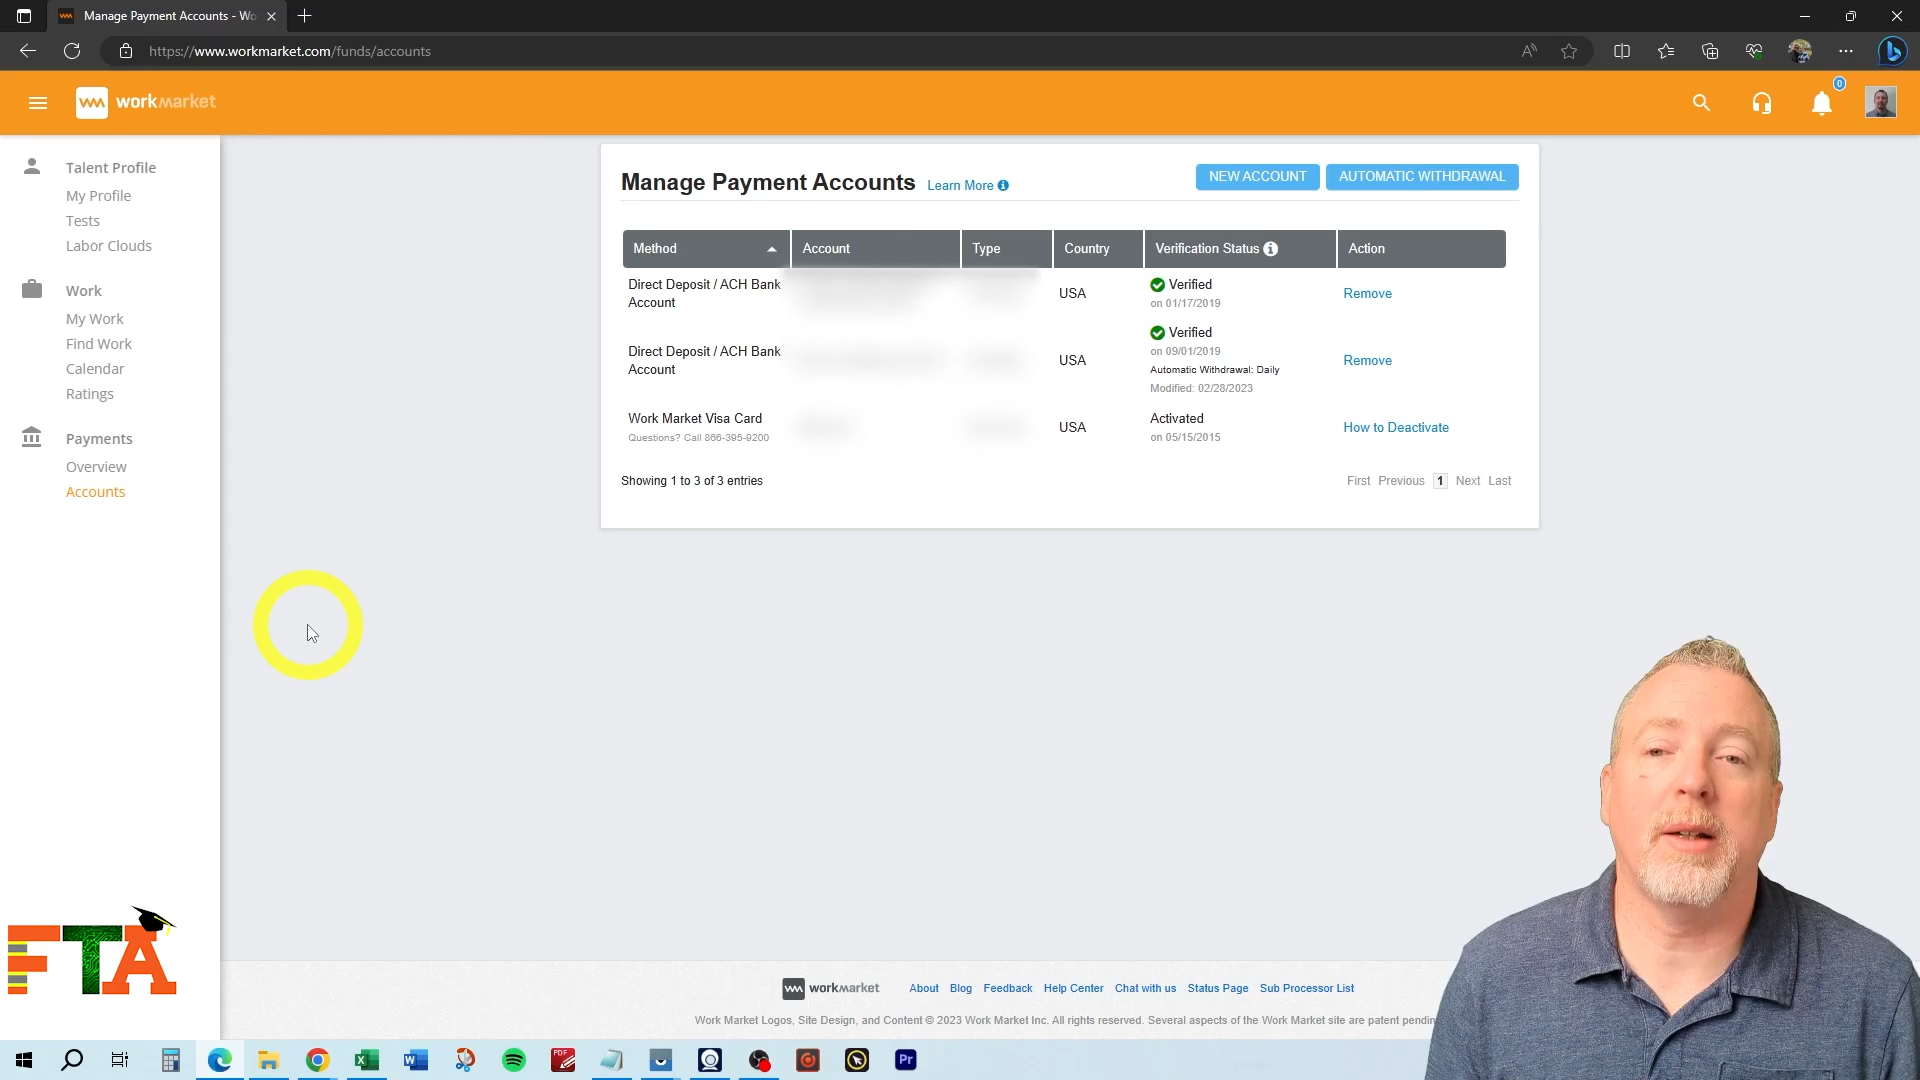 Manage Payment Accounts - Wo
https://www.workmarket.com/funds/accounts
workmarket
0
Talent Profile
My Profile
Tests
Labor Clouds
Work
My Work
Find Work
Calendar
Ratings
Payments
Overview
Accounts
Manage Payment Accounts Learn More
NEW ACCOUNT
AUTOMATIC WITHDRAWAL
Method Account Type Country Verification Status Action
Direct Deposit / ACH Bank
Account
USA
Verified
on 01/17/2019
Remove
Direct Deposit / ACH Bank
Account
USA
Verified
on 09/01/2019
Automatic Withdrawal: Daily
Modified: 02/28/2023
Remove
Work Market Visa Card
Questions? Call 866-395-9200
USA
Activated
on 05/15/2015
How to Deactivate
Showing 1 to 3 of 3 entries
First Previous 1 Next Last
FTA
workmarket About Blog Feedback Help Center Chat with us Status Page Sub Processor List
Work Market Logos, Site Design, and Content © 2023 Work Market Inc. All rights reserved. Several aspects of the Work Market site are patent
PDF
Pr